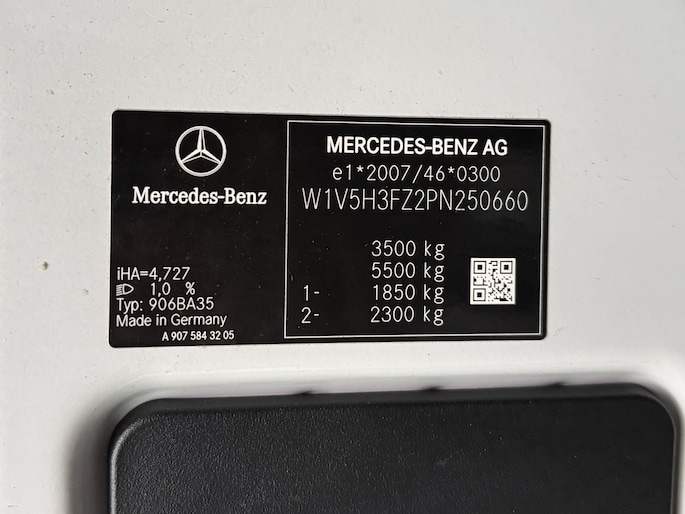 Mercedes-Benz
iHA=4,727
1,0 %
Typ: 906BA35
Made in Germany
A 907 584 32 05
MERCEDES-BENZ AG
e1*2007/46*0300
W1V5H3FZ2PN250660
3500 kg
5500 kg
1- 1850 kg
2- 2300 kg